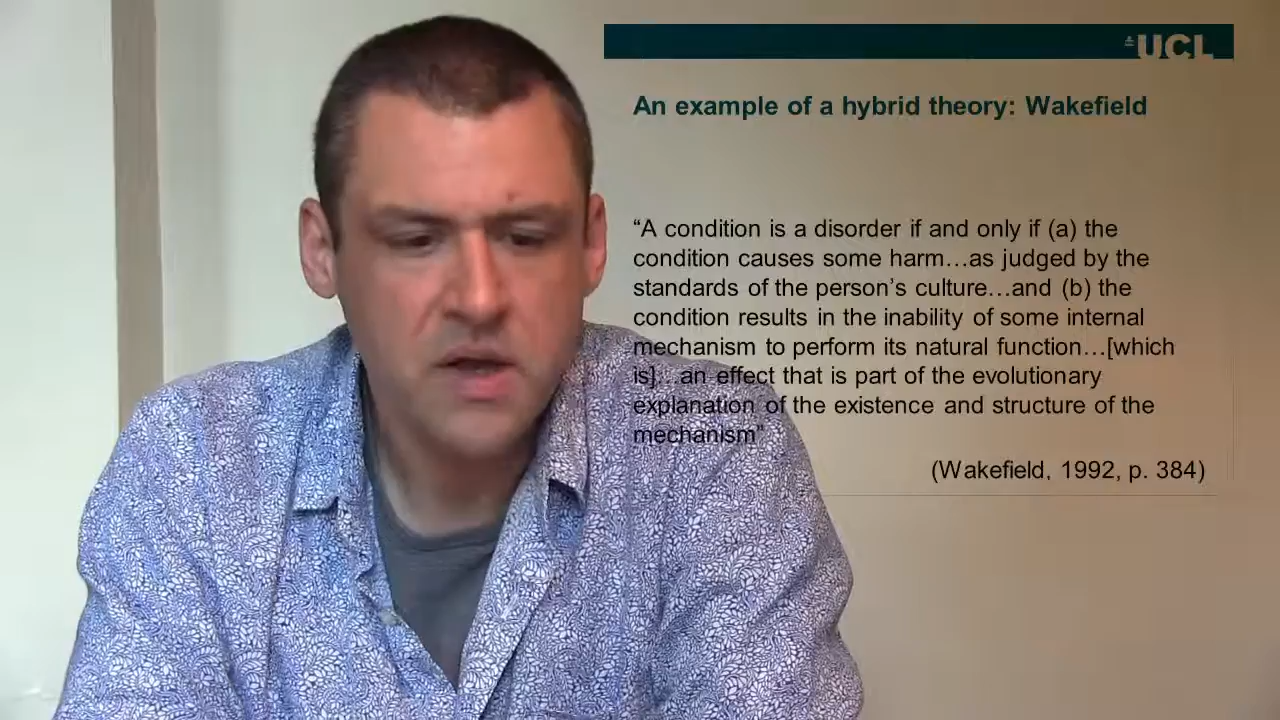 UCL
An example of a hybrid theory: Wakefield
“A condition is a disorder if and only if (a) the
condition causes some harm…as judged by the
standards of the person’s culture…and (b) the
condition results in the inability of some internal
mechanism to perform its natural function…[which
is]…an effect that is part of the evolutionary
explanation of the existence and structure of the
mechanism”
(Wakefield, 1992, p. 384)